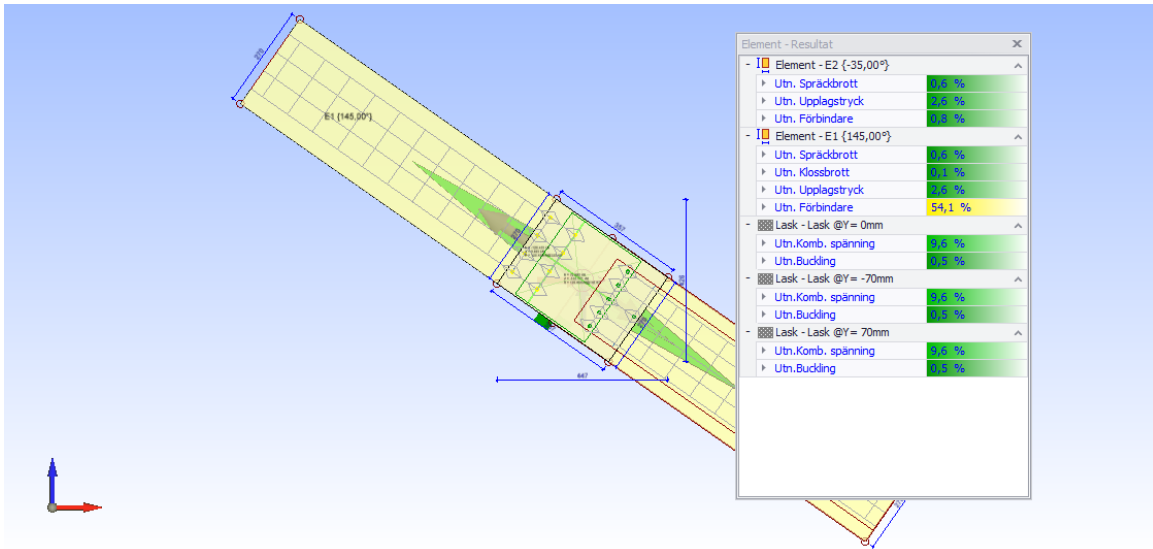 270
E1 {145,00°}
357
447
Element - Resultat
Element - E2 {-35,00°}
Utn. Spräckbrott 0,6 %
Utn. Upplagstryck 2,6 %
Utn. Förbindare 0,8 %
Element - E1 {145,00°}
Utn. Spräckbrott 0,6 %
Utn. Klossbrott 0,1 %
Utn. Upplagstryck 2,6 %
Utn. Förbindare 54,1 %
Lask - Lask @Y= 0mm
Utn.Komb. spänning 9,6 %
Utn.Buckling 0,5 %
Lask - Lask @Y= -70mm
Utn.Komb. spänning 9,6 %
Utn.Buckling 0,5 %
Lask - Lask @Y= 70mm
Utn.Komb. spänning 9,6 %
Utn.Buckling 0,5 %